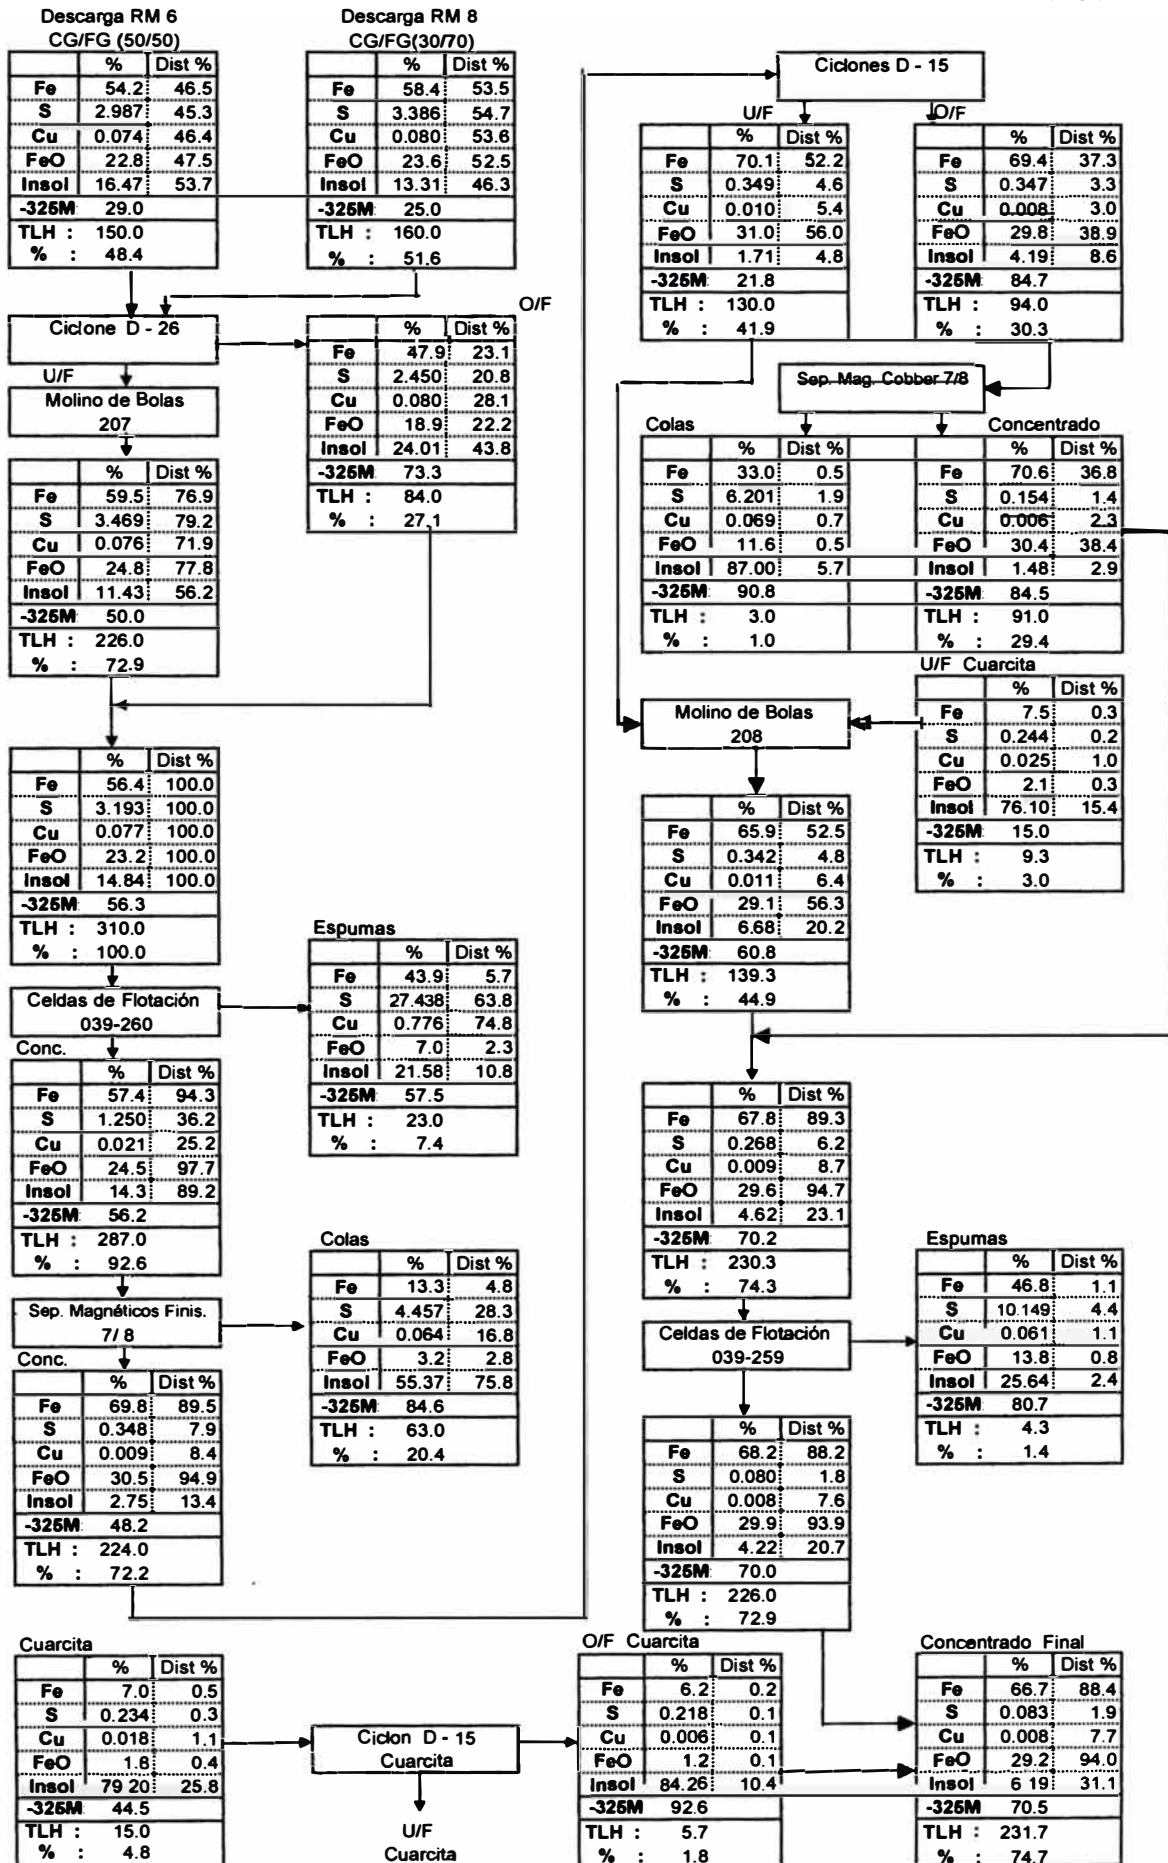 Descarga RM 6
CG/FG (50/50)
% Dist %
Fe 54.2 46.5
S 2.987 45.3
Cu 0.074 46.4
FeO 22.8 47.5
Insol 16.47 53.7
-325M: 29.0
TLH : 150.0
% : 48.4
Descarga RM 8
CG/FG(30/70)
% Dist %
Fe 58.4 53.5
S 3.386 54.7
Cu 0.080 53.6
FeO 23.6 52.5
Insol 13.31 46.3
-325M: 25.0
TLH : 160.0
% : 51.6
Ciclone D - 26
O/F
% Dist %
Fe 47.9 23.1
S 2.450 20.8
Cu 0.080 28.1
FeO 18.9 22.2
Insol 24.01 43.8
-325M: 73.3
TLH : 84.0
% : 27.1
U/F
Molino de Bolas
207
% Dist %
Fe 59.5 76.9
S 3.469 79.2
Cu 0.076 71.9
FeO 24.8 77.8
Insol 11.43 56.2
-325M: 50.0
TLH : 226.0
% : 72.9
% Dist %
Fe 56.4 100.0
S 3.193 100.0
Cu 0.077 100.0
FeO 23.2 100.0
Insol 14.84 100.0
-325M: 56.3
TLH : 310.0
% : 100.0
Celdas de Flotación
039-260
Espumas
% Dist %
Fe 43.9 5.7
S 27.438 63.8
Cu 0.776 74.8
FeO 7.0 2.3
Insol 21.58 10.8
-325M: 57.5
TLH : 23.0
% : 7.4
Conc.
% Dist %
Fe 57.4 94.3
S 1.250 36.2
Cu 0.021 25.2
FeO 24.5 97.7
Insol 14.3 89.2
-325M: 56.2
TLH : 287.0
% : 92.6
Sep. Magnéticos Finis.
7/ 8
Colas
% Dist %
Fe 13.3 4.8
S 4.457 28.3
Cu 0.064 16.8
FeO 3.2 2.8
Insol 55.37 75.8
-325M: 84.6
TLH : 63.0
% : 20.4
Conc.
% Dist %
Fe 69.8 89.5
S 0.348 7.9
Cu 0.009 8.4
FeO 30.5 94.9
Insol 2.75 13.4
-325M: 48.2
TLH : 224.0
% : 72.2
Ciclones D - 15
U/F
% Dist %
Fe 70.1 52.2
S 0.349 4.6
Cu 0.010 5.4
FeO 31.0 56.0
Insol 1.71 4.8
-325M: 21.8
TLH : 130.0
% : 41.9
O/F
% Dist %
Fe 69.4 37.3
S 0.347 3.3
Cu 0.008 3.0
FeO 29.8 38.9
Insol 4.19 8.6
-325M: 84.7
TLH : 94.0
% : 30.3
Sep. Mag. Cobber 7/8
Colas
% Dist %
Fe 33.0 0.5
S 6.201 1.9
Cu 0.069 0.7
FeO 11.6 0.5
Insol 87.00 5.7
-325M: 90.8
TLH : 3.0
% : 1.0
Concentrado
% Dist %
Fe 70.6 36.8
S 0.154 1.4
Cu 0.006 2.3
FeO 30.4 38.4
Insol 1.48 2.9
-325M: 84.5
TLH : 91.0
% : 29.4
U/F Cuarcita
% Dist %
Fe 7.5 0.3
S 0.244 0.2
Cu 0.025 1.0
FeO 2.1 0.3
Insol 76.10 15.4
-325M: 15.0
TLH : 9.3
% : 3.0
Molino de Bolas
208
% Dist %
Fe 65.9 52.5
S 0.342 4.8
Cu 0.011 6.4
FeO 29.1 56.3
Insol 6.68 20.2
-325M: 60.8
TLH : 139.3
% : 44.9
% Dist %
Fe 67.8 89.3
S 0.268 6.2
Cu 0.009 8.7
FeO 29.6 94.7
Insol 4.62 23.1
-325M: 70.2
TLH : 230.3
% : 74.3
Celdas de Flotación
039-259
Espumas
% Dist %
Fe 46.8 1.1
S 10.149 4.4
Cu 0.061 1.1
FeO 13.8 0.8
Insol 25.64 2.4
-325M: 80.7
TLH : 4.3
% : 1.4
% Dist %
Fe 68.2 88.2
S 0.080 1.8
Cu 0.008 7.6
FeO 29.9 93.9
Insol 4.22 20.7
-325M: 70.0
TLH : 226.0
% : 72.9
Cuarcita
% Dist %
Fe 7.0 0.5
S 0.234 0.3
Cu 0.018 1.1
FeO 1.8 0.4
Insol 79 20 25.8
-325M 44.5
TLH : 15.0
% : 4.8
Ciclon D - 15
Cuarcita
U/F
Cuarcita
O/F Cuarcita
% Dist %
Fe 6.2 0.2
S 0.218 0.1
Cu 0.006 0.1
FeO 1.2 0.1
Insol 84.26 10.4
-325M 92.6
TLH : 5.7
% : 1.8
Concentrado Final
% Dist %
Fe 66.7 88.4
S 0.083 1.9
Cu 0.008 7.7
FeO 29.2 94.0
Insol 6 19 31.1
-325M 70.5
TLH : 231.7
% : 74.7